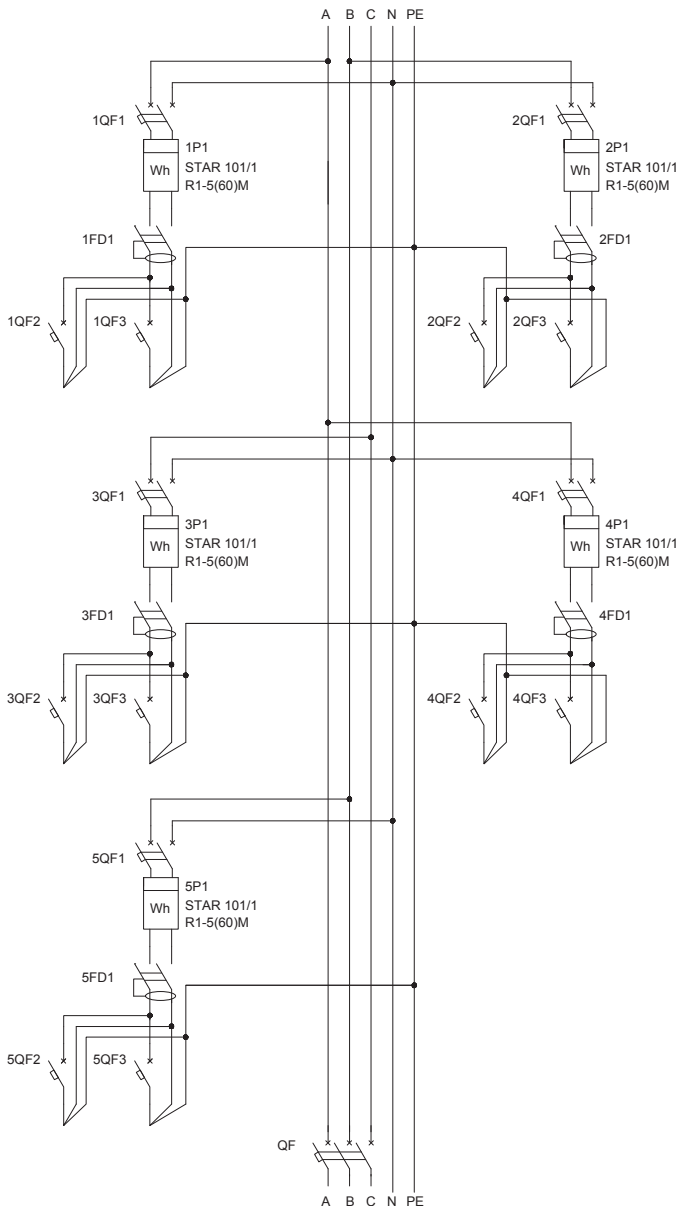 A B C N PE
1QF1
1P1
Wh
STAR 101/1
R1-5(60)M
2QF1
2P1
Wh
STAR 101/1
R1-5(60)M
1FD1
2FD1
1QF2
1QF3
2QF2
2QF3
3QF1
3P1
Wh
STAR 101/1
R1-5(60)M
4QF1
4P1
Wh
STAR 101/1
R1-5(60)M
3FD1
4FD1
3QF2
3QF3
4QF2
4QF3
5QF1
5P1
Wh
STAR 101/1
R1-5(60)M
5FD1
5QF2
5QF3
QF
A B C N PE